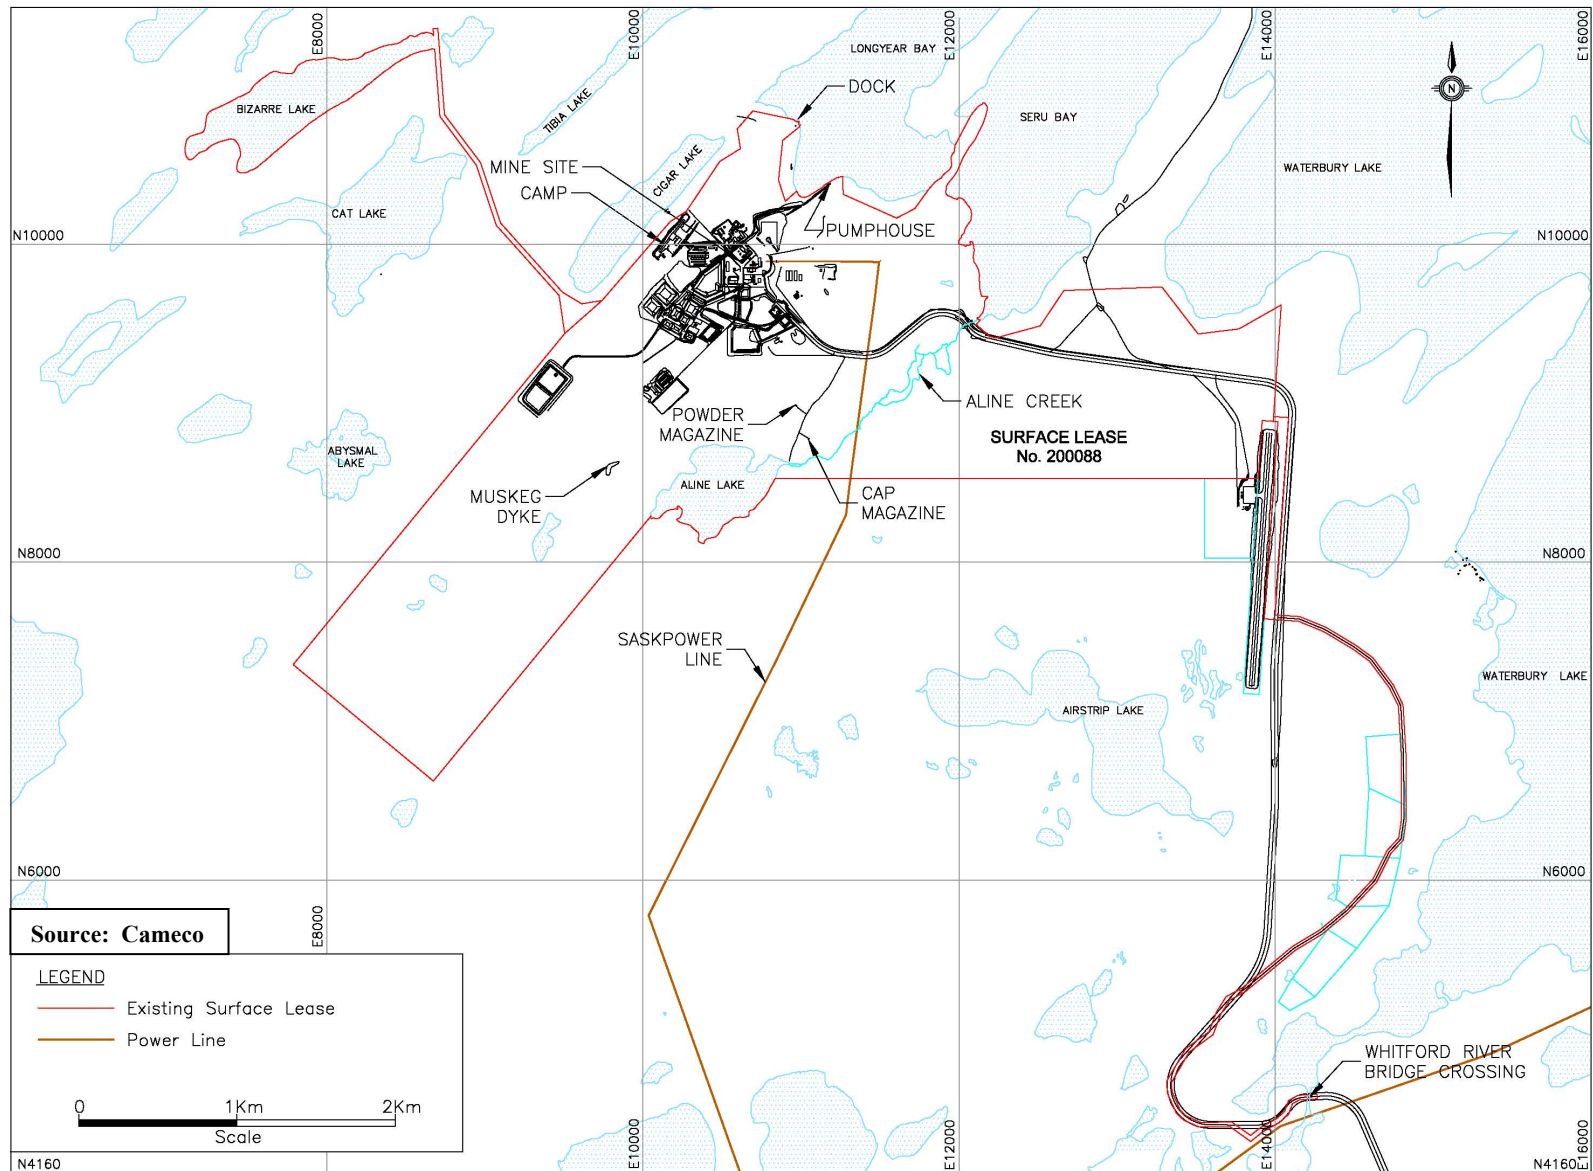 E8000
E10000
E12000
E14000
E16000
LONGYEAR BAY
DOCK
BIZARRE LAKE
TIBIA LAKE
SERU BAY
N
MINE SITE
CAMP
CIGAR LAKE
WATERBURY LAKE
CAT LAKE
PUMPHOUSE
N10000
N10000
POWDER
MAGAZINE
ALINE CREEK
SURFACE LEASE
No. 200088
ABYSMAL
LAKE
MUSKEG
DYKE
ALINE LAKE
CAP
MAGAZINE
N8000
N8000
SASKPOWER
LINE
WATERBURY LAKE
AIRSTRIP LAKE
N6000
N6000
E8000
Source: Cameco
LEGEND
Existing Surface Lease
Power Line
0 1Km 2Km
Scale
WHITFORD RIVER
BRIDGE CROSSING
E10000
E12000
E14000
E16000
N4160
N4160